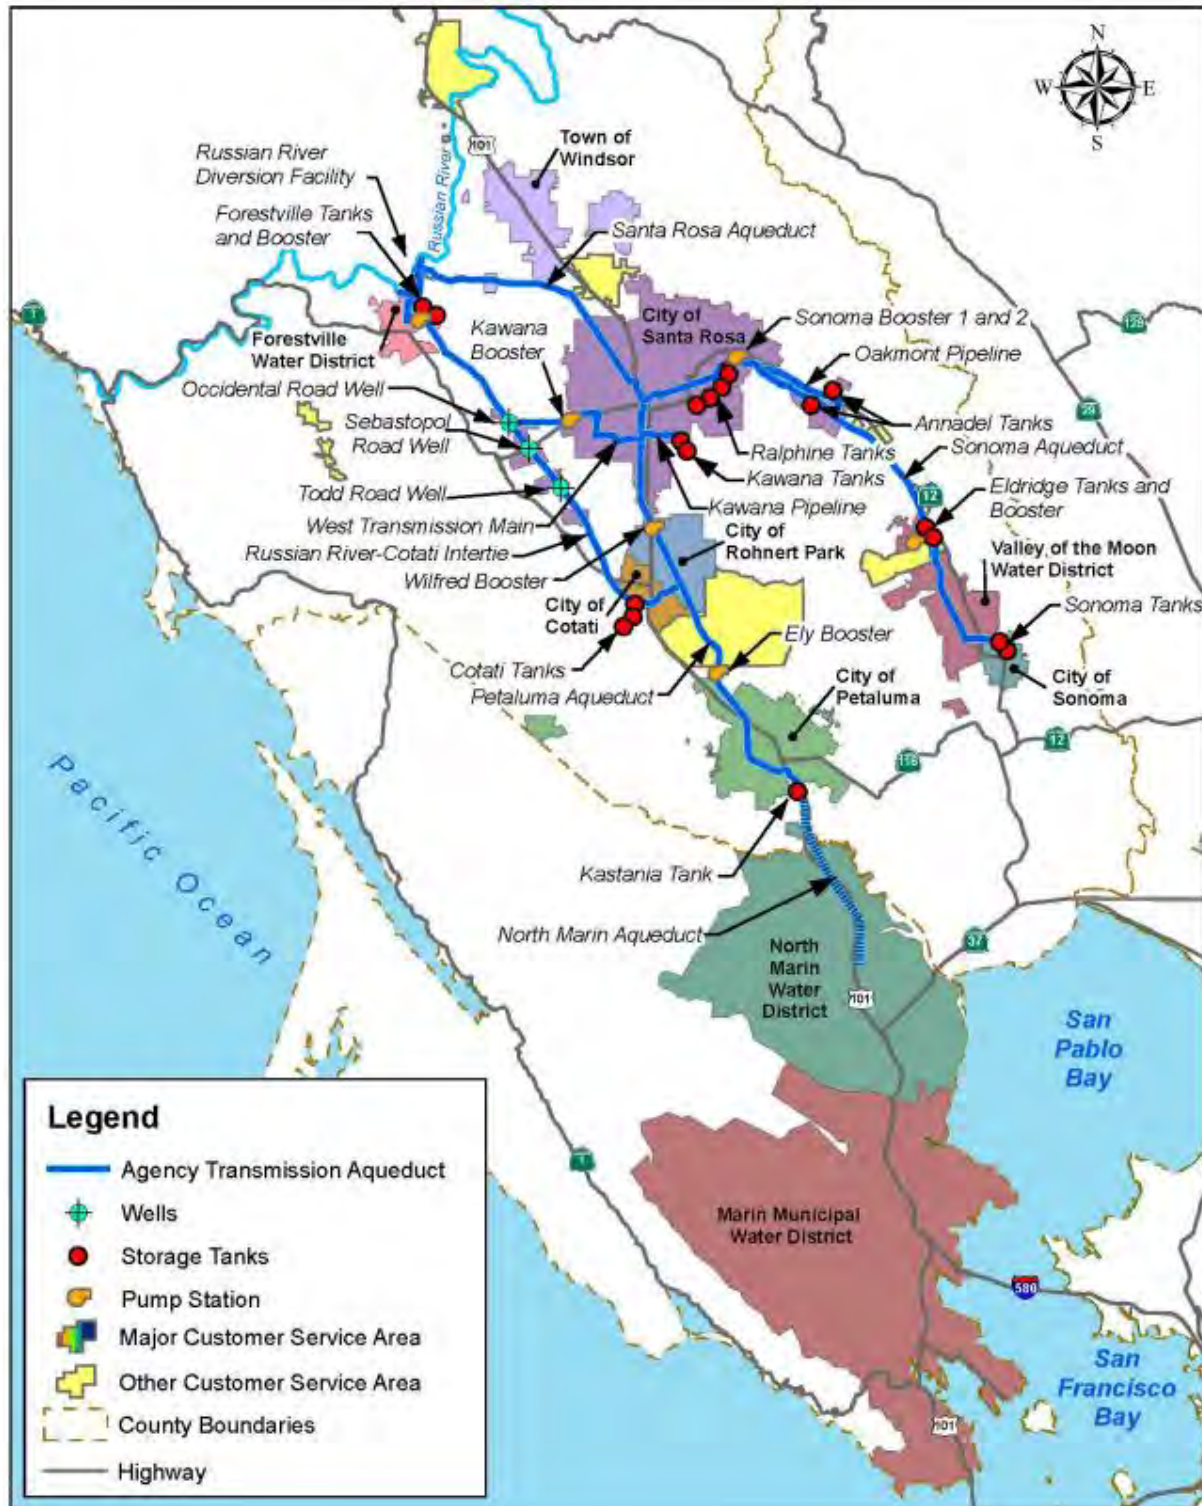 N
W
E
S
101
Town of
Windsor
Russian River
Diversion Facility
Russian River
Forestville Tanks
and Booster
Santa Rosa Aqueduct
1
Kawana
Booster
City of
Santa Rosa
Sonoma Booster 1 and 2
128
Forestville
Water District
Oakmont Pipeline
Occidental Road Well
29
Sebastopol
Road Well
Annadel Tanks
Ralphine Tanks
Sonoma Aqueduct
Todd Road Well
Kawana Tanks
12
Eldridge Tanks and
Booster
West Transmission Main
Kawana Pipeline
City of
Rohnert Park
Russian River-Cotati Intertie
Valley of the Moon
Water District
Wilfred Booster
City of
Cotati
Sonoma Tanks
Ely Booster
Cotati Tanks
Petaluma Aqueduct
City of
Petaluma
City of
Sonoma
12
116
Pacific Ocean
Kastania Tank
North Marin Aqueduct
North
Marin
Water
District
37
101
San
Pablo
Bay
Legend
Agency Transmission Aqueduct
Wells
Storage Tanks
Pump Station
Major Customer Service Area
Other Customer Service Area
County Boundaries
Highway
1
Marin Municipal
Water District
580
San
Francisco
Bay
101